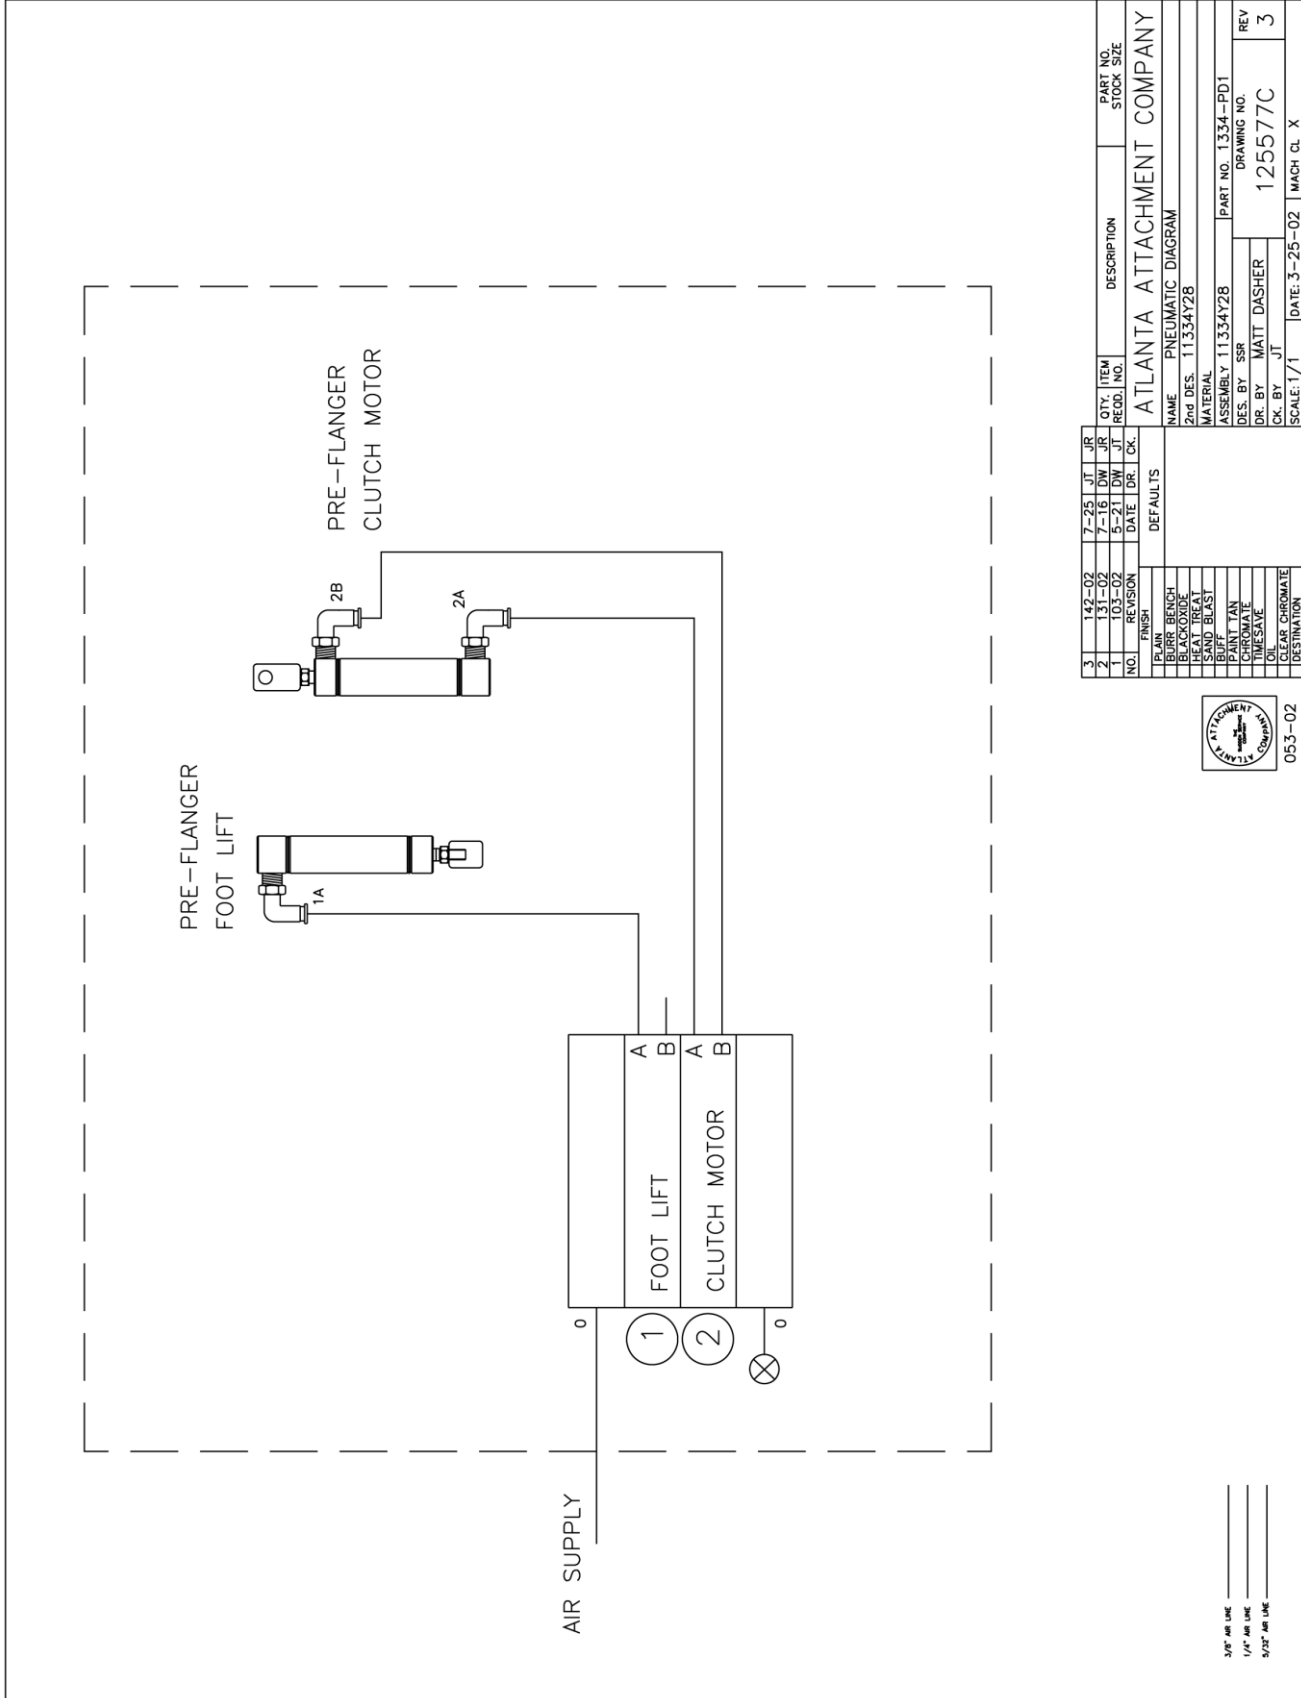 PRE-FLANGER
FOOT LIFT
1A
PRE-FLANGER
CLUTCH MOTOR
2B
2A
AIR SUPPLY
0
1
FOOT LIFT
A
B
2
CLUTCH MOTOR
A
B
0
3/8" AIR LINE
1/4" AIR LINE
5/32" AIR LINE
ATLANTA ATTACHMENT COMPANY
053-02
3 142-02 7-25 JT JR
2 131-02 7-16 DW JR
1 103-02 5-21 DW JT
NO. REVISION DATE DR. CK.
FINISH DEFAULTS
PLAIN
BURR BENCH
BLACKOXIDE
HEAT TREAT
SAND BLAST
BUFF
PAINT TAN
CHROMATE
TIMESAVE
OIL
CLEAR CHROMATE
DESTINATION
QTY. REQD. ITEM NO. DESCRIPTION PART NO. STOCK SIZE
ATLANTA ATTACHMENT COMPANY
NAME PNEUMATIC DIAGRAM
2nd DES. 11334Y28
MATERIAL
ASSEMBLY 11334Y28 PART NO. 1334-PD1
DES. BY SSR DRAWING NO. REV
DR. BY MATT DASHER 125577C 3
CK. BY JT
SCALE: 1/1 DATE: 3-25-02 MACH CL X